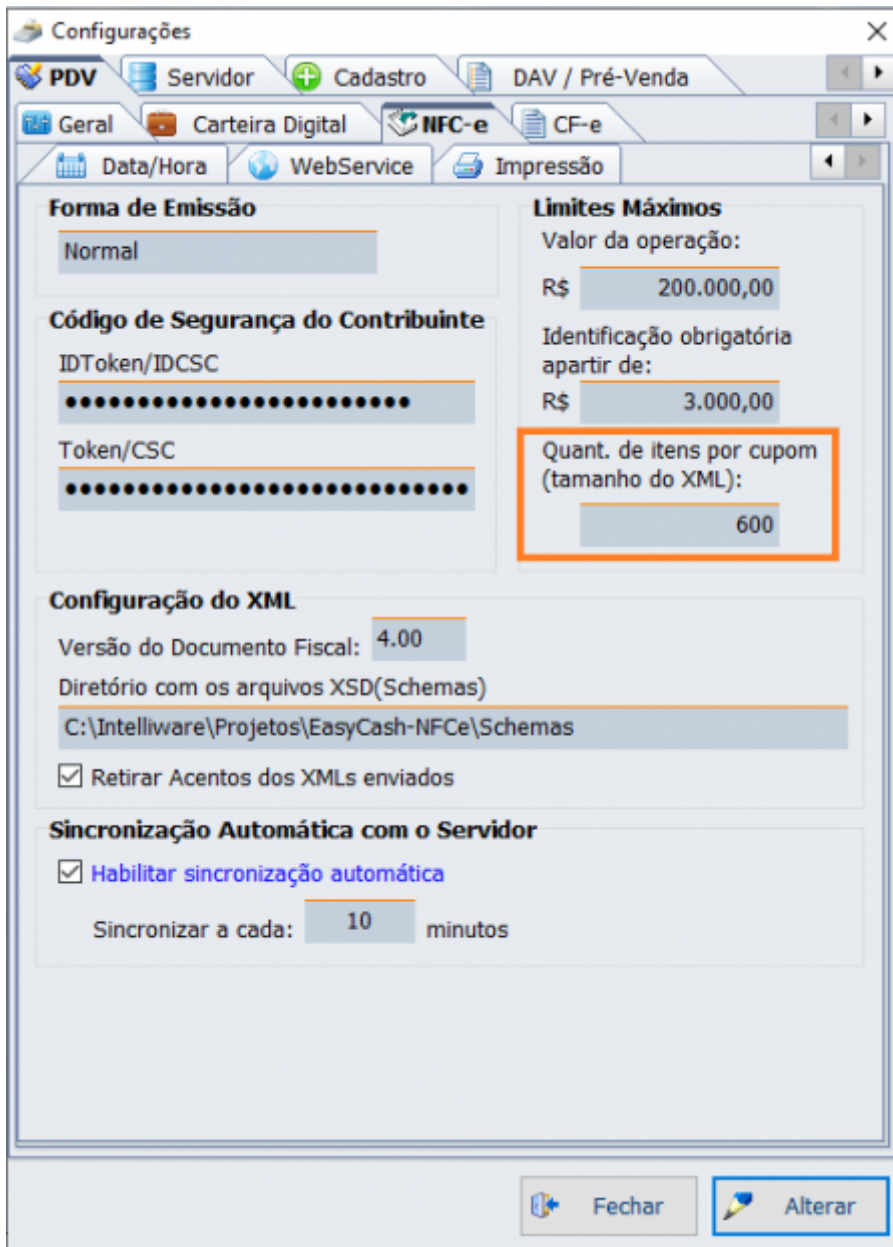 Configurações
PDV Servidor Cadastro DAV / Pré-Venda
Geral Carteira Digital NFC-e CF-e
Data/Hora WebService Impressão
Forma de Emissão
Normal
Código de Segurança do Contribuinte
IDToken/IDCSC
••••••••••••••••••••••••
Token/CSC
••••••••••••••••••••••••••••
Limites Máximos
Valor da operação:
R$ 200.000,00
Identificação obrigatória
apartir de:
R$ 3.000,00
Quant. de itens por cupom
(tamanho do XML):
600
Configuração do XML
Versão do Documento Fiscal: 4.00
Diretório com os arquivos XSD(Schemas)
C:\Intelliware\Projetos\EasyCash-NFCe\Schemas
Retirar Acentos dos XMLs enviados
Sincronização Automática com o Servidor
Habilitar sincronização automática
Sincronizar a cada: 10 minutos
Fechar Alterar